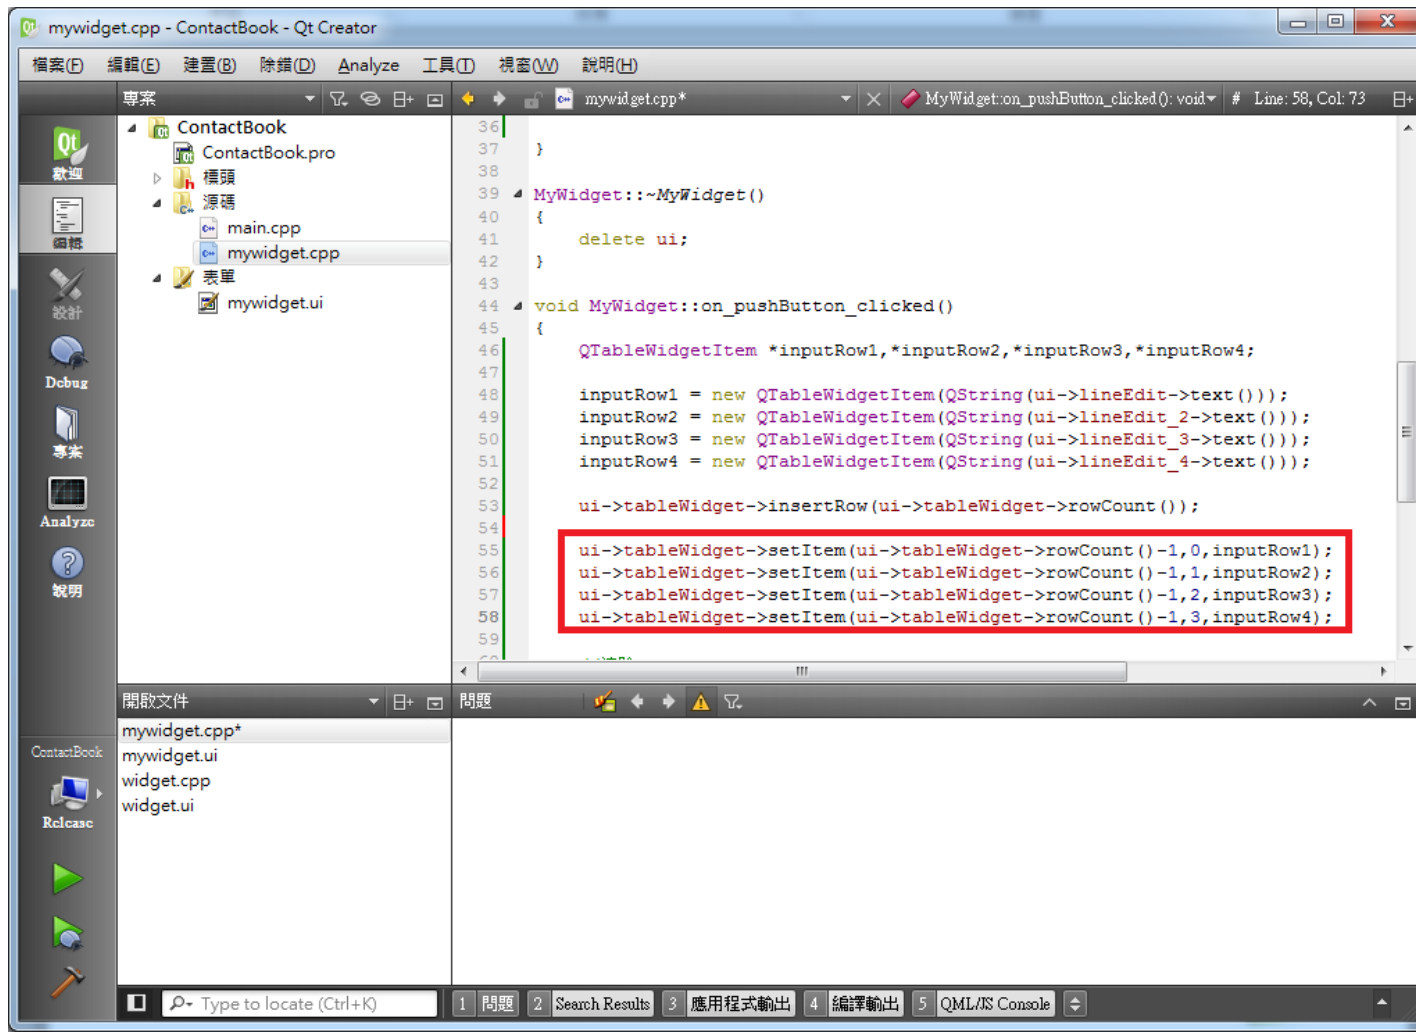 mywidget.cpp - ContactBook - Qt Creator
檔案(F) 編輯(E) 建置(B) 除錯(D) Analyze 工具(T) 視窗(W) 說明(H)
專案
mywidget.cpp*
MyWidget::on_pushButton_clicked(): void
# Line: 58, Col: 73
Qt
歡迎
編輯
設計
Debug
專案
Analyze
說明
ContactBook
ContactBook.pro
標頭
源碼
main.cpp
mywidget.cpp
表單
mywidget.ui
36
37 }
38
39 MyWidget::~MyWidget()
40 {
41 delete ui;
42 }
43
44 void MyWidget::on_pushButton_clicked()
45 {
46 QTableWidgetItem *inputRow1,*inputRow2,*inputRow3,*inputRow4;
47
48 inputRow1 = new QTableWidgetItem(QString(ui->lineEdit->text()));
49 inputRow2 = new QTableWidgetItem(QString(ui->lineEdit_2->text()));
50 inputRow3 = new QTableWidgetItem(QString(ui->lineEdit_3->text()));
51 inputRow4 = new QTableWidgetItem(QString(ui->lineEdit_4->text()));
52
53 ui->tableWidget->insertRow(ui->tableWidget->rowCount());
54
55 ui->tableWidget->setItem(ui->tableWidget->rowCount()-1,0,inputRow1);
56 ui->tableWidget->setItem(ui->tableWidget->rowCount()-1,1,inputRow2);
57 ui->tableWidget->setItem(ui->tableWidget->rowCount()-1,2,inputRow3);
58 ui->tableWidget->setItem(ui->tableWidget->rowCount()-1,3,inputRow4);
59
開啟文件
mywidget.cpp*
mywidget.ui
widget.cpp
widget.ui
問題
ContactBook
Release
Type to locate (Ctrl+K)
1 問題 2 Search Results 3 應用程式輸出 4 編譯輸出 5 QML/JS Console